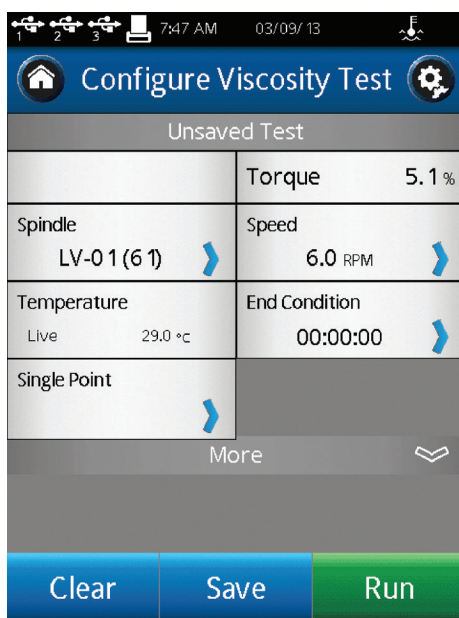 1 2 3 7:47 AM 03/09/13
Configure Viscosity Test
Unsaved Test
Torque 5.1 %
Spindle Speed
LV-01(61) 6.0 RPM
Temperature End Condition
Live 29.0 °C 00:00:00
Single Point
More
Clear Save Run